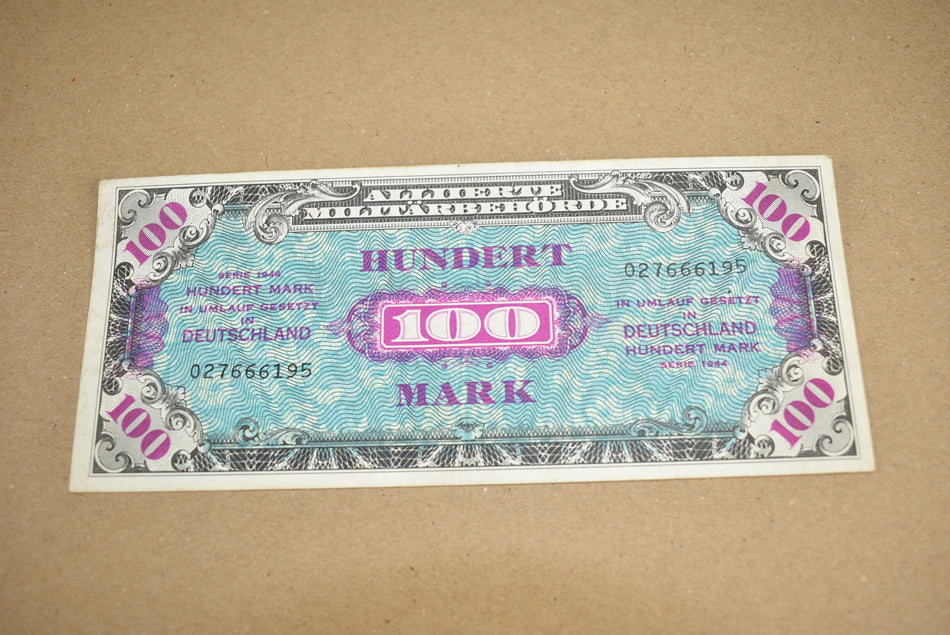 ALLIIERTE
MILITÄRBEHÖRDE
100
100
HUNDERT
SERIE 1944
HUNDERT MARK
IN UMLAUF GESETZT
IN
DEUTSCHLAND
027666195
100
027666195
IN UMLAUF GESETZT
IN
DEUTSCHLAND
HUNDERT MARK
SERIE 1944
MARK
100
100